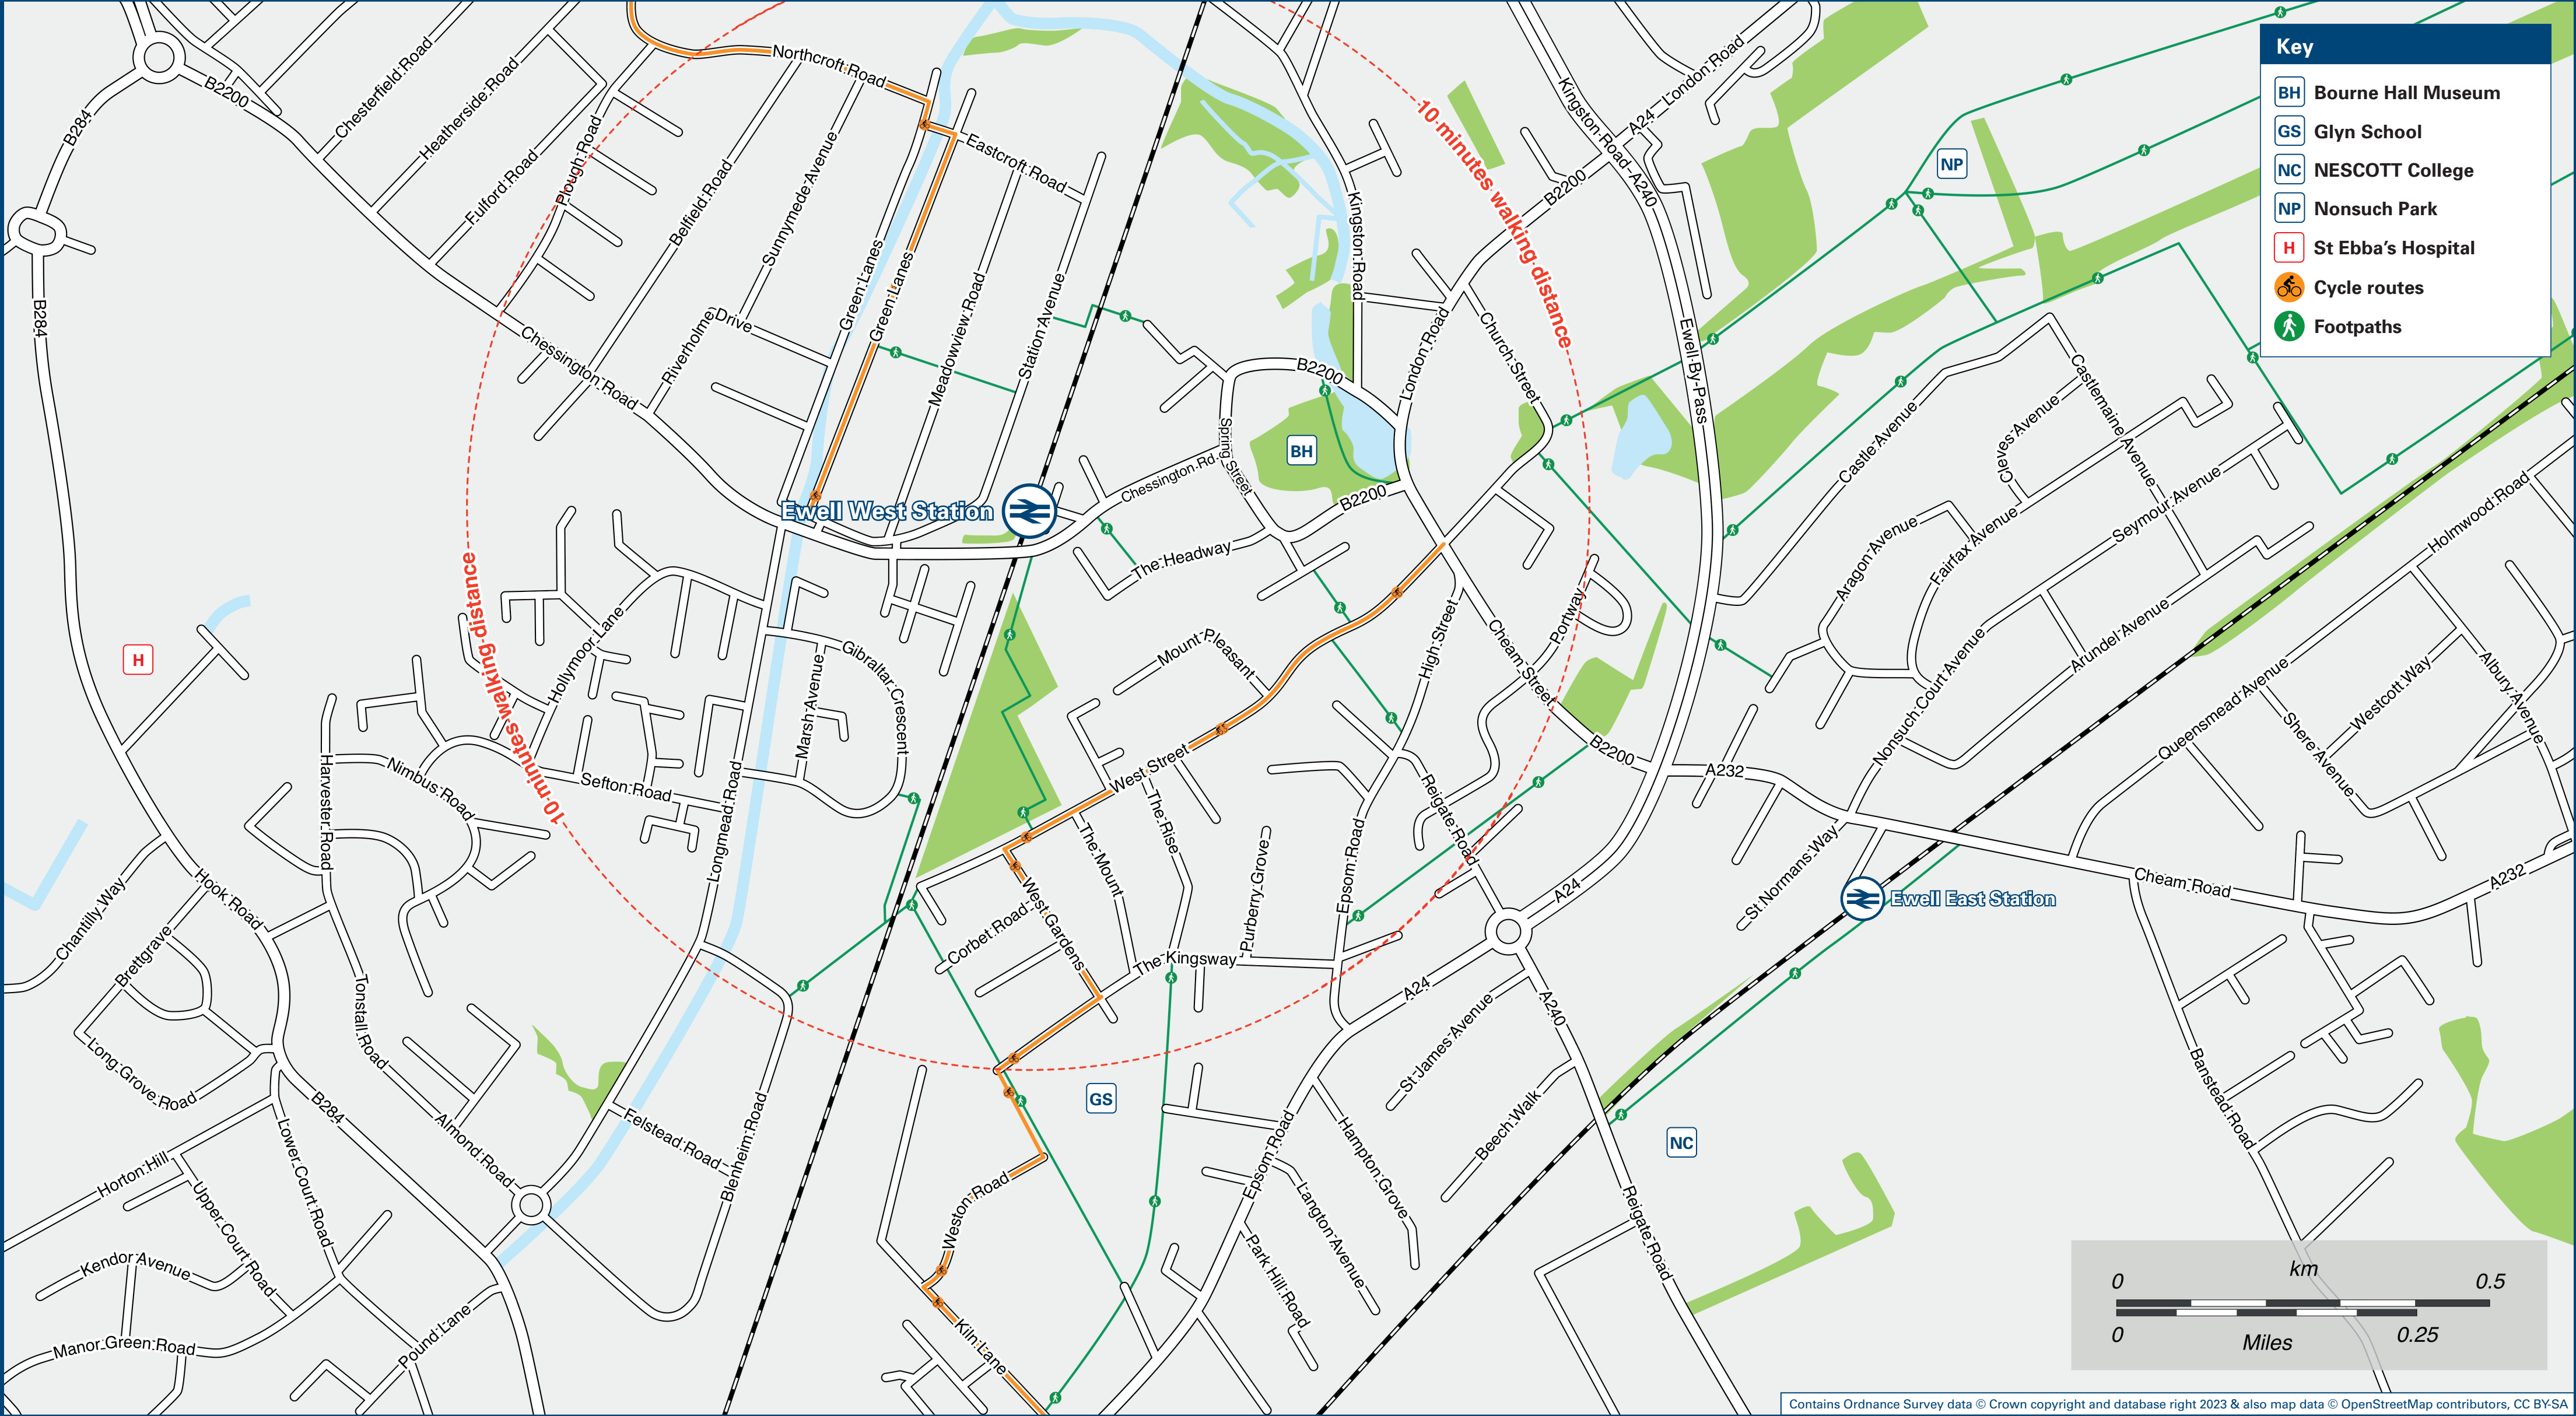 Key
BH Bourne Hall Museum
GS Glyn School
NC NESCOTT College
NP Nonsuch Park
H St Ebba's Hospital
Cycle routes
Footpaths
Northcroft Road
B2200
B284
Chesterfield Road
Heatherside Road
Fulford Road
Plough Road
Belfield Road
Sunnymede Avenue
Eastcroft Road
Green Lanes
Green Lanes
Meadowview Road
Station Avenue
Riverholme Drive
Chessington Road
B284
Kingston Road
Kingston Road A240
A24 London Road
B2200
10 minutes walking distance
NP
London Road
Church Street
Ewell By-Pass
B2200
Spring Street
BH
Chessington Rd
B2200
Ewell West Station
The Headway
Castle Avenue
Cleves Avenue
Castlemaine Avenue
Aragon Avenue
Fairfax Avenue
Seymour Avenue
Holmwood Road
Nonsuch Court Avenue
Arundel Avenue
Queensmead Avenue
Westcott Way
Albury Avenue
Shere Avenue
10 minutes walking distance
H
Hollymoor Lane
Gibraltar Crescent
Marsh Avenue
Mount Pleasant
High Street
Cheam Street
Portway
B2200
A232
Nimbus Road
Sefton Road
Harvester Road
Longmead Road
West Street
The Rise
The Mount
West Gardens
Corbet Road
Purberry Grove
The Kingsway
Epsom Road
Reigate Road
A24
St Normans Way
Ewell East Station
Cheam Road
A232
Hook Road
Chantilly Way
Brettgrave
Long Grove Road
Tonstall Road
A24
A240
St James Avenue
Beech Walk
GS
NC
Banstead Road
B284
Almond Road
Felstead Road
Blenheim Road
Horton Hill
Lower Court Road
Upper Court Road
Kendor Avenue
Manor Green Road
Pound Lane
Weston Road
Kiln Lane
Epsom Road
Hampton Grove
Langton Avenue
Park Hill Road
Reigate Road
km
0 0.5
0 0.25
Miles
Contains Ordnance Survey data © Crown copyright and database right 2023 & also map data © OpenStreetMap contributors, CC BY-SA